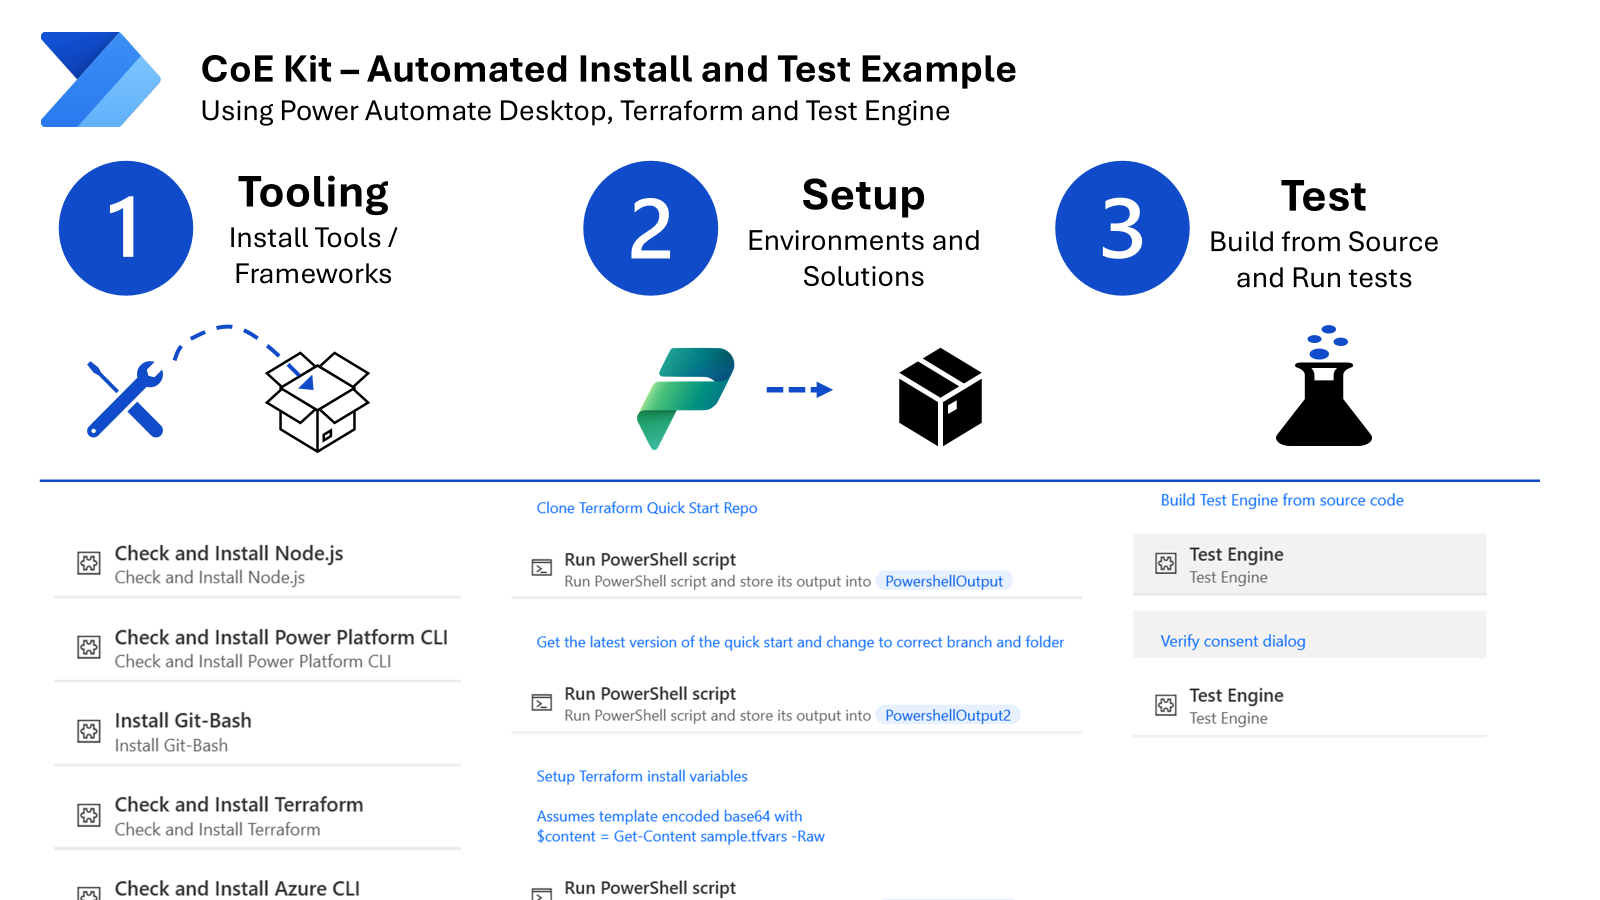 CoE Kit – Automated Install and Test Example
Using Power Automate Desktop, Terraform and Test Engine
1
Tooling
Install Tools /
Frameworks
2
Setup
Environments and
Solutions
3
Test
Build from Source
and Run tests
Check and Install Node.js
Check and Install Node.js
Check and Install Power Platform CLI
Check and Install Power Platform CLI
Install Git-Bash
Install Git-Bash
Check and Install Terraform
Check and Install Terraform
Check and Install Azure CLI
Clone Terraform Quick Start Repo
Run PowerShell script
Run PowerShell script and store its output into PowershellOutput
Get the latest version of the quick start and change to correct branch and folder
Run PowerShell script
Run PowerShell script and store its output into PowershellOutput2
Setup Terraform install variables
Assumes template encoded base64 with
$content = Get-Content sample.tfvars -Raw
Run PowerShell script
Build Test Engine from source code
Test Engine
Test Engine
Verify consent dialog
Test Engine
Test Engine